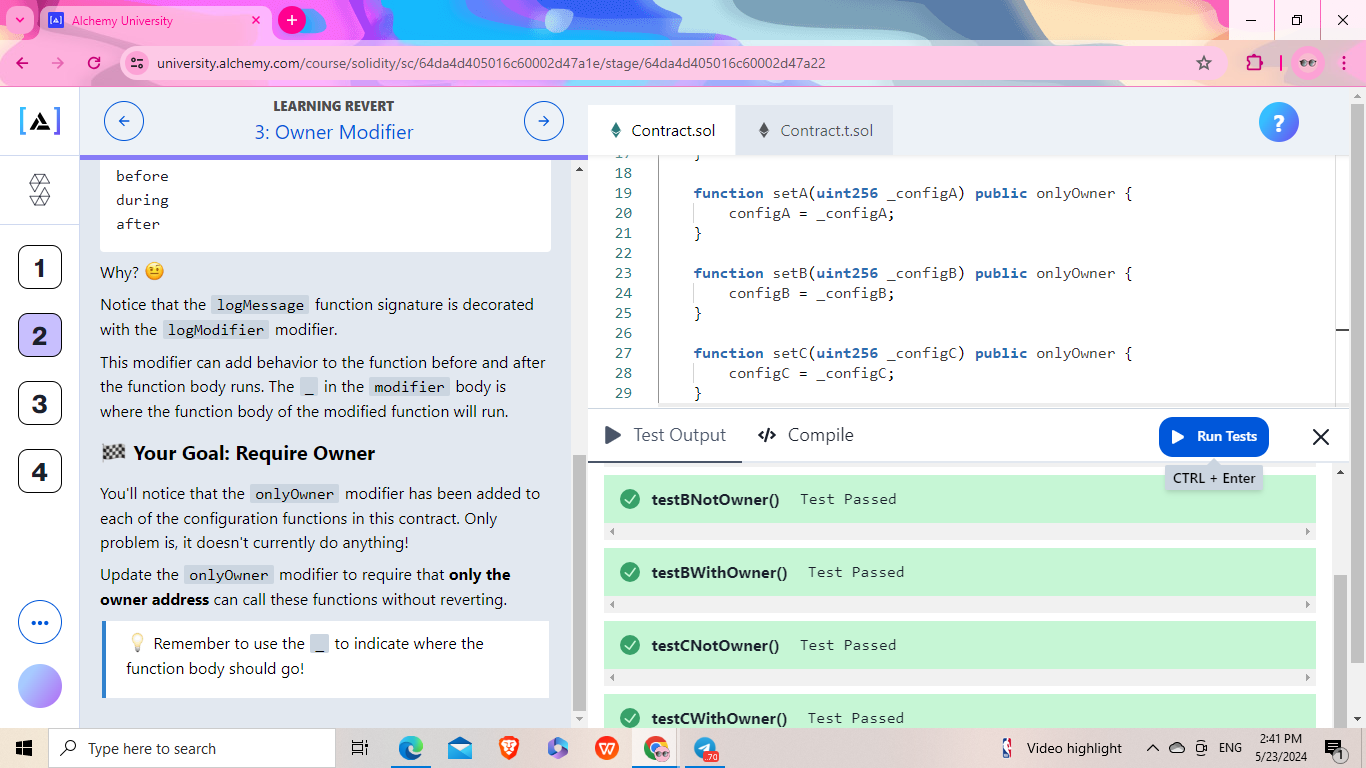 Alchemy University
university.alchemy.com/course/solidity/sc/64da4d405016c60002d47a1e/stage/64da4d405016c60002d47a22
LEARNING REVERT
3: Owner Modifier
1
2
3
4
before
during
after
Why? 🤨
Notice that the logMessage function signature is decorated
with the logModifier modifier.
This modifier can add behavior to the function before and after
the function body runs. The _ in the modifier body is
where the function body of the modified function will run.
🏁 Your Goal: Require Owner
You'll notice that the onlyOwner modifier has been added to
each of the configuration functions in this contract. Only
problem is, it doesn't currently do anything!
Update the onlyOwner modifier to require that only the
owner address can call these functions without reverting.
💡 Remember to use the _ to indicate where the
function body should go!
Contract.sol
Contract.t.sol
?
17 }
18
19 function setA(uint256 _configA) public onlyOwner {
20 configA = _configA;
21 }
22
23 function setB(uint256 _configB) public onlyOwner {
24 configB = _configB;
25 }
26
27 function setC(uint256 _configC) public onlyOwner {
28 configC = _configC;
29 }
Test Output
</> Compile
Run Tests
CTRL + Enter
testBNotOwner() Test Passed
testBWithOwner() Test Passed
testCNotOwner() Test Passed
testCWithOwner() Test Passed
Type here to search
.70
Video highlight
ENG
2:41 PM
5/23/2024
1